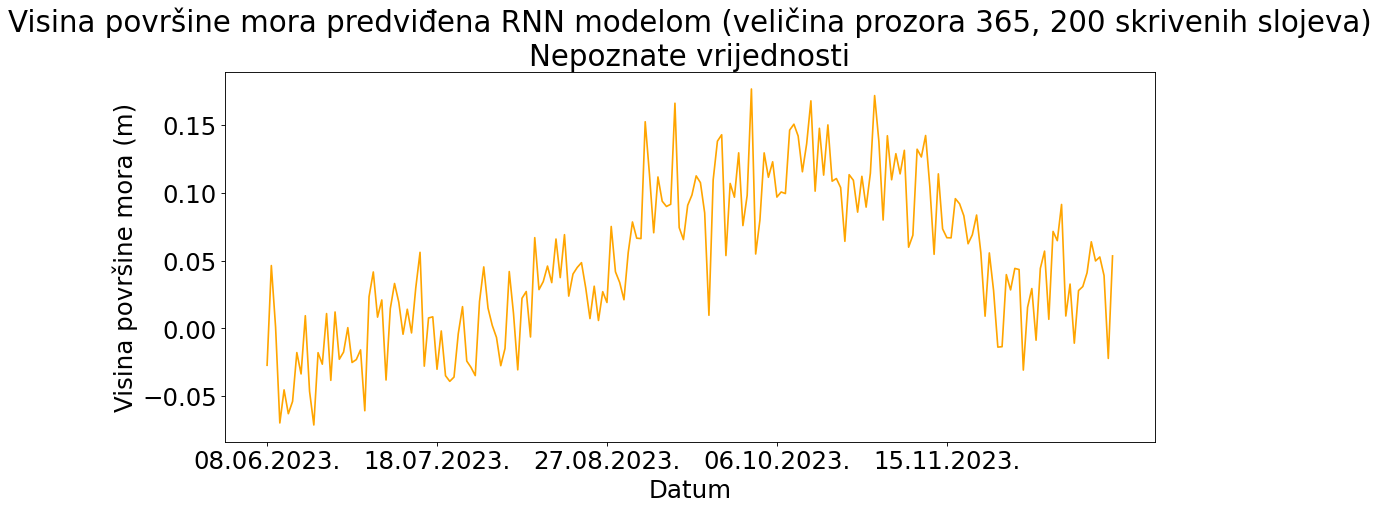 Visina površine mora predviđena RNN modelom (veličina prozora 365, 200 skrivenih slojeva)
Nepoznate vrijednosti
Visina površine mora (m)
0.15
0.10
0.05
0.00
−0.05
08.06.2023. 18.07.2023. 27.08.2023. 06.10.2023. 15.11.2023.
Datum